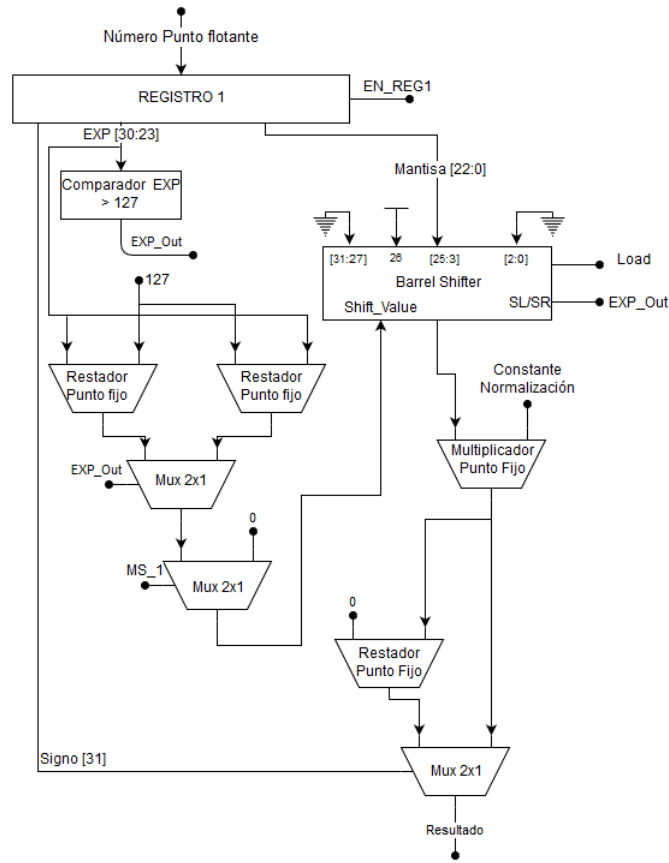 Número Punto flotante
REGISTRO 1
EN_REG1
EXP [30:23]
Mantisa [22:0]
Comparador EXP
> 127
EXP_Out
127
[31:27]
26
[25:3]
[2:0]
Load
Barrel Shifter
Shift_Value
SL/SR
EXP_Out
Restador
Punto fijo
Restador
Punto fijo
Constante
Normalización
Multiplicador
Punto Fijo
EXP_Out
Mux 2x1
0
MS_1
Mux 2x1
0
Restador
Punto Fijo
Signo [31]
Mux 2x1
Resultado